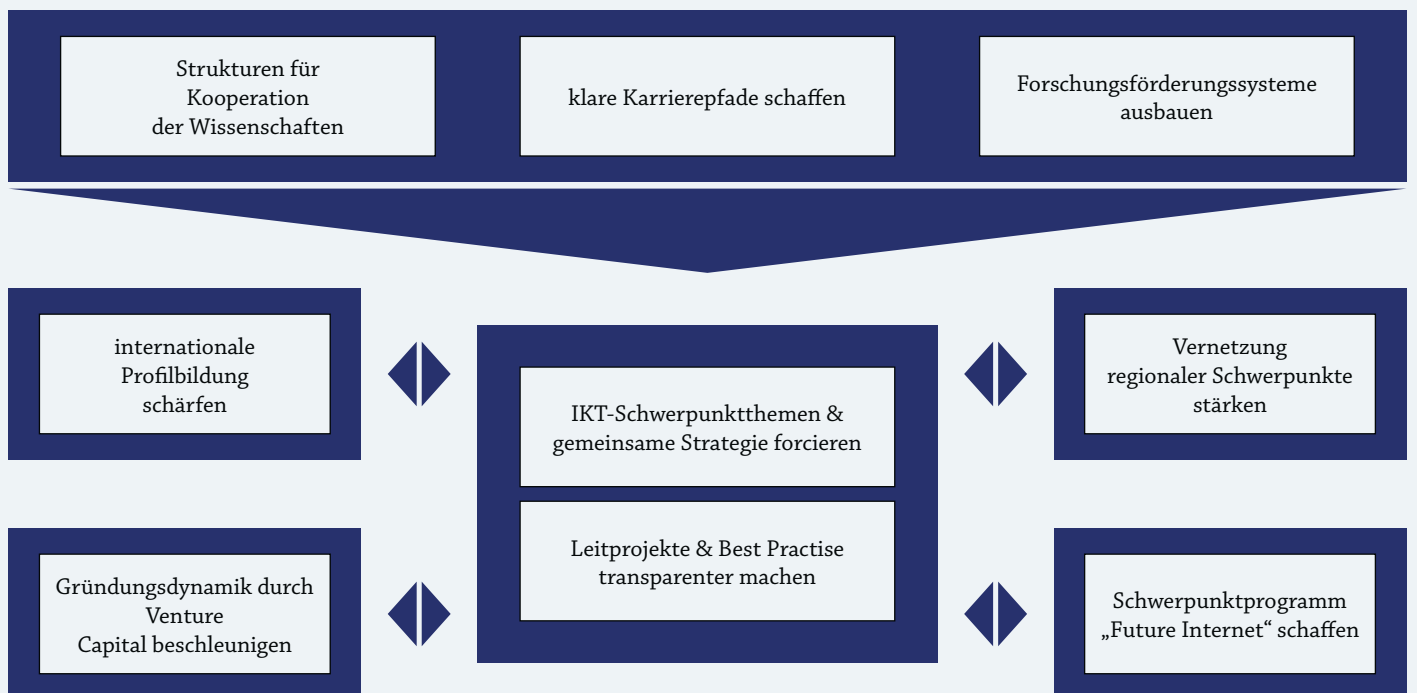 Strukturen für
Kooperation
der Wissenschaften
klare Karrierepfade schaffen
Forschungsförderungssysteme
ausbauen
internationale
Profilbildung
schärfen
IKT-Schwerpunktthemen &
gemeinsame Strategie forcieren
Vernetzung
regionaler Schwerpunkte
stärken
Gründungsdynamik durch
Venture
Capital beschleunigen
Leitprojekte & Best Practise
transparenter machen
Schwerpunktprogramm
„Future Internet“ schaffen